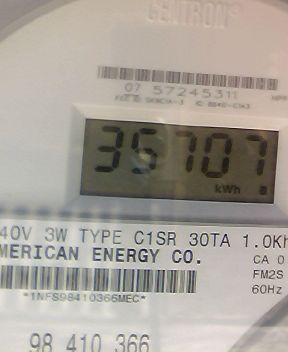 CENTRON®
07 57245311
35707
kWh
40V 3W TYPE C1SR 30TA 1.0Kh
MERICAN ENERGY CO.
CA 0
FM2S
60Hz
*1NFS98410366MEC*
98 410 366